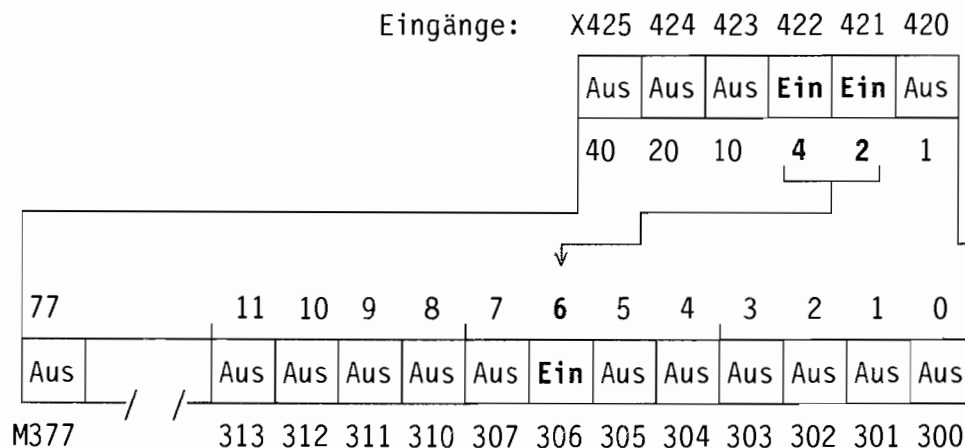 Eingänge: X425 424 423 422 421 420
Aus Aus Aus Ein Ein Aus
40 20 10 4 2 1
77 11 10 9 8 7 6 5 4 3 2 1 0
Aus Aus Aus Aus Aus Aus Ein Aus Aus Aus Aus Aus Aus
M377 313 312 311 310 307 306 305 304 303 302 301 300